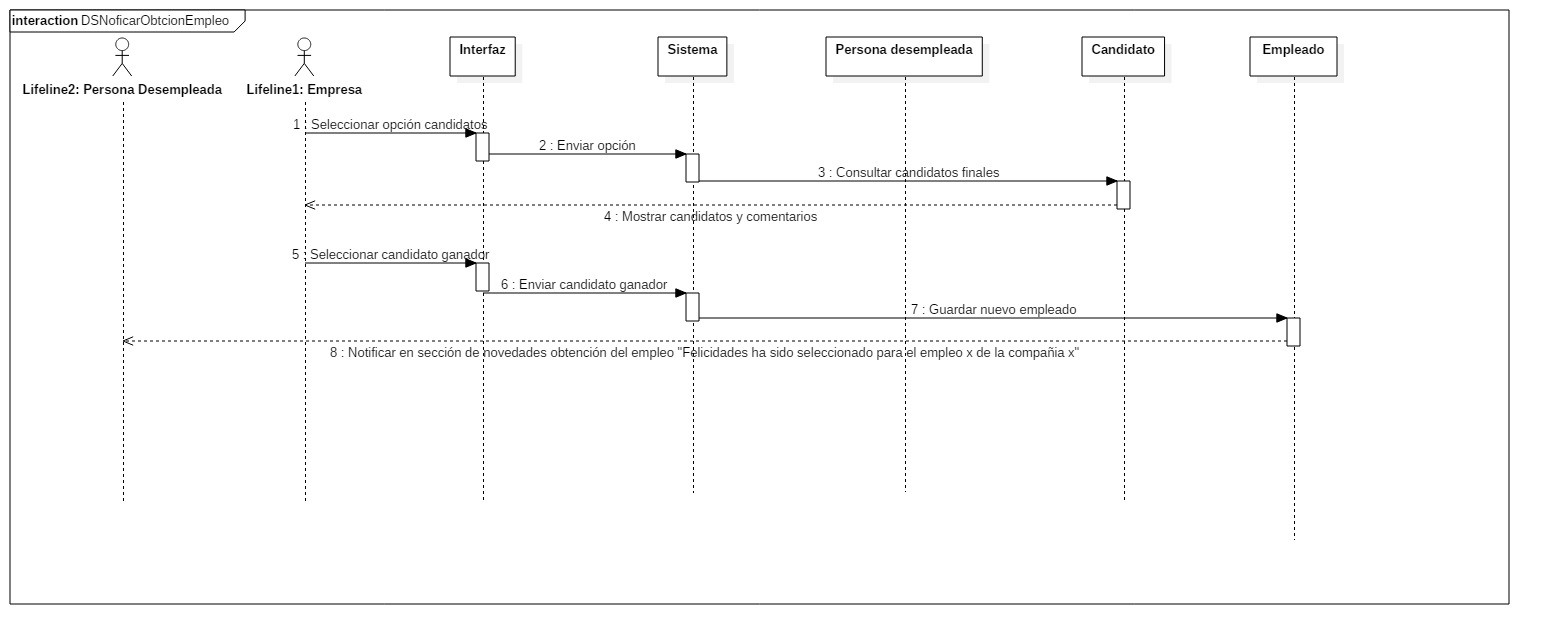 interaction DSNoficarObtcionEmpleo
Lifeline2: Persona Desempleada
Lifeline1: Empresa
Interfaz
Sistema
Persona desempleada
Candidato
Empleado
1 : Seleccionar opción candidatos
2 : Enviar opción
3 : Consultar candidatos finales
4 : Mostrar candidatos y comentarios
5 : Seleccionar candidato ganador
6 : Enviar candidato ganador
7 : Guardar nuevo empleado
8 : Notificar en sección de novedades obtención del empleo "Felicidades ha sido seleccionado para el empleo x de la compañia x"